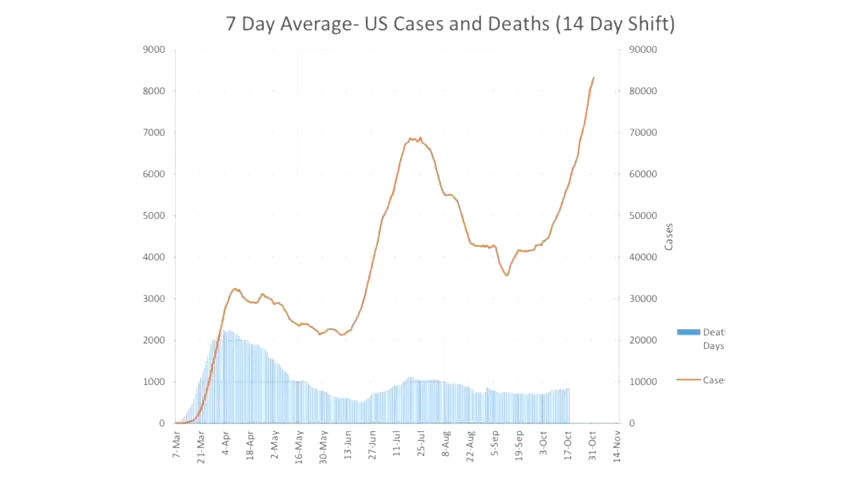 7 Day Average- US Cases and Deaths (14 Day Shift)
9000
8000
7000
6000
5000
4000
3000
2000
1000
0
90000
80000
70000
60000
50000
40000
30000
20000
10000
0
Cases
7-Mar
21-Mar
4-Apr
18-Apr
2-May
16-May
30-May
13-Jun
27-Jun
11-Jul
25-Jul
8-Aug
22-Aug
5-Sep
19-Sep
3-Oct
17-Oct
31-Oct
14-Nov
Deat
Days
Case